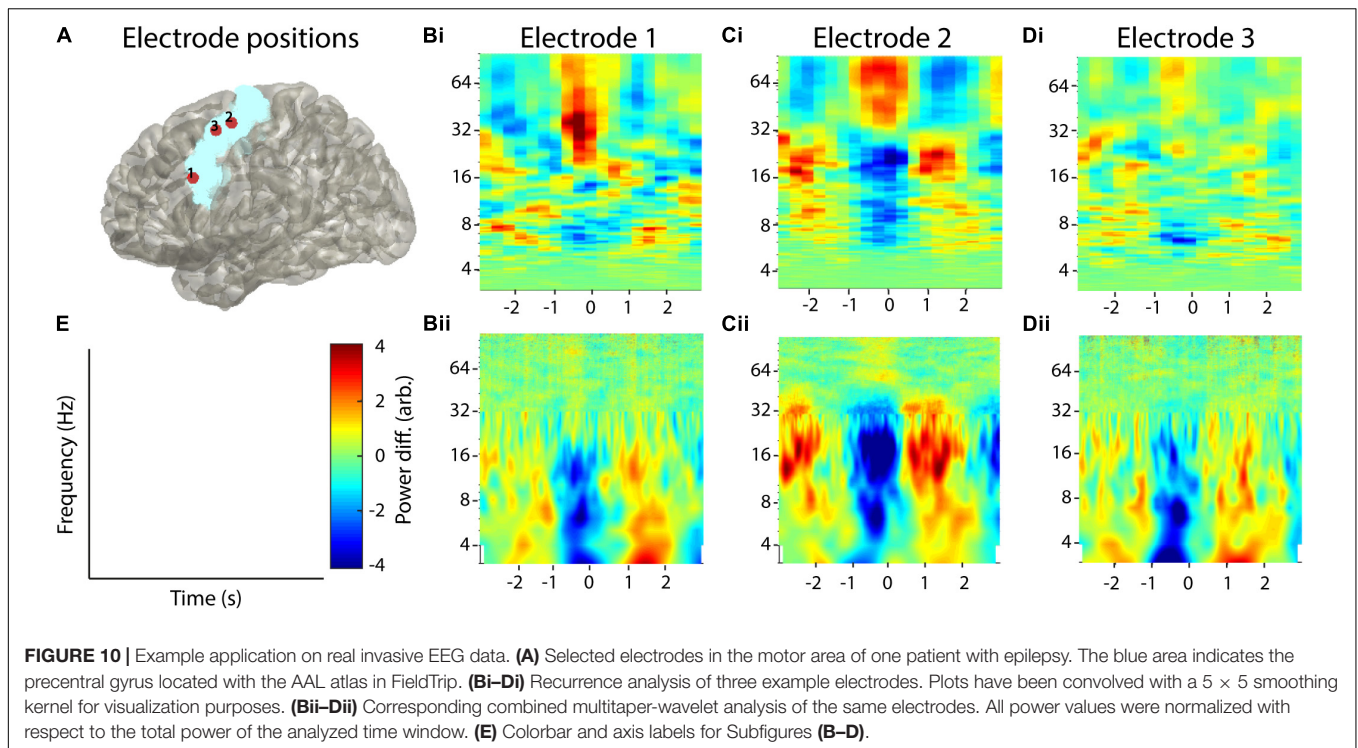 A Electrode positions
1
2
3
Bi Electrode 1
64
32
16
8
4
-2 -1 0 1 2
Ci Electrode 2
64
32
16
8
4
-2 -1 0 1 2
Di Electrode 3
64
32
16
8
4
-2 -1 0 1 2
E
Frequency (Hz)
Time (s)
4
2
0
-2
-4
Power diff. (arb.)
Bii
64
32
16
8
4
-2 -1 0 1 2
Cii
64
32
16
8
4
-2 -1 0 1 2
Dii
64
32
16
8
4
-2 -1 0 1 2
FIGURE 10 | Example application on real invasive EEG data. (A) Selected electrodes in the motor area of one patient with epilepsy. The blue area indicates the
precentral gyrus located with the AAL atlas in FieldTrip. (Bi–Di) Recurrence analysis of three example electrodes. Plots have been convolved with a 5 × 5 smoothing
kernel for visualization purposes. (Bii–Dii) Corresponding combined multitaper-wavelet analysis of the same electrodes. All power values were normalized with
respect to the total power of the analyzed time window. (E) Colorbar and axis labels for Subfigures (B–D).